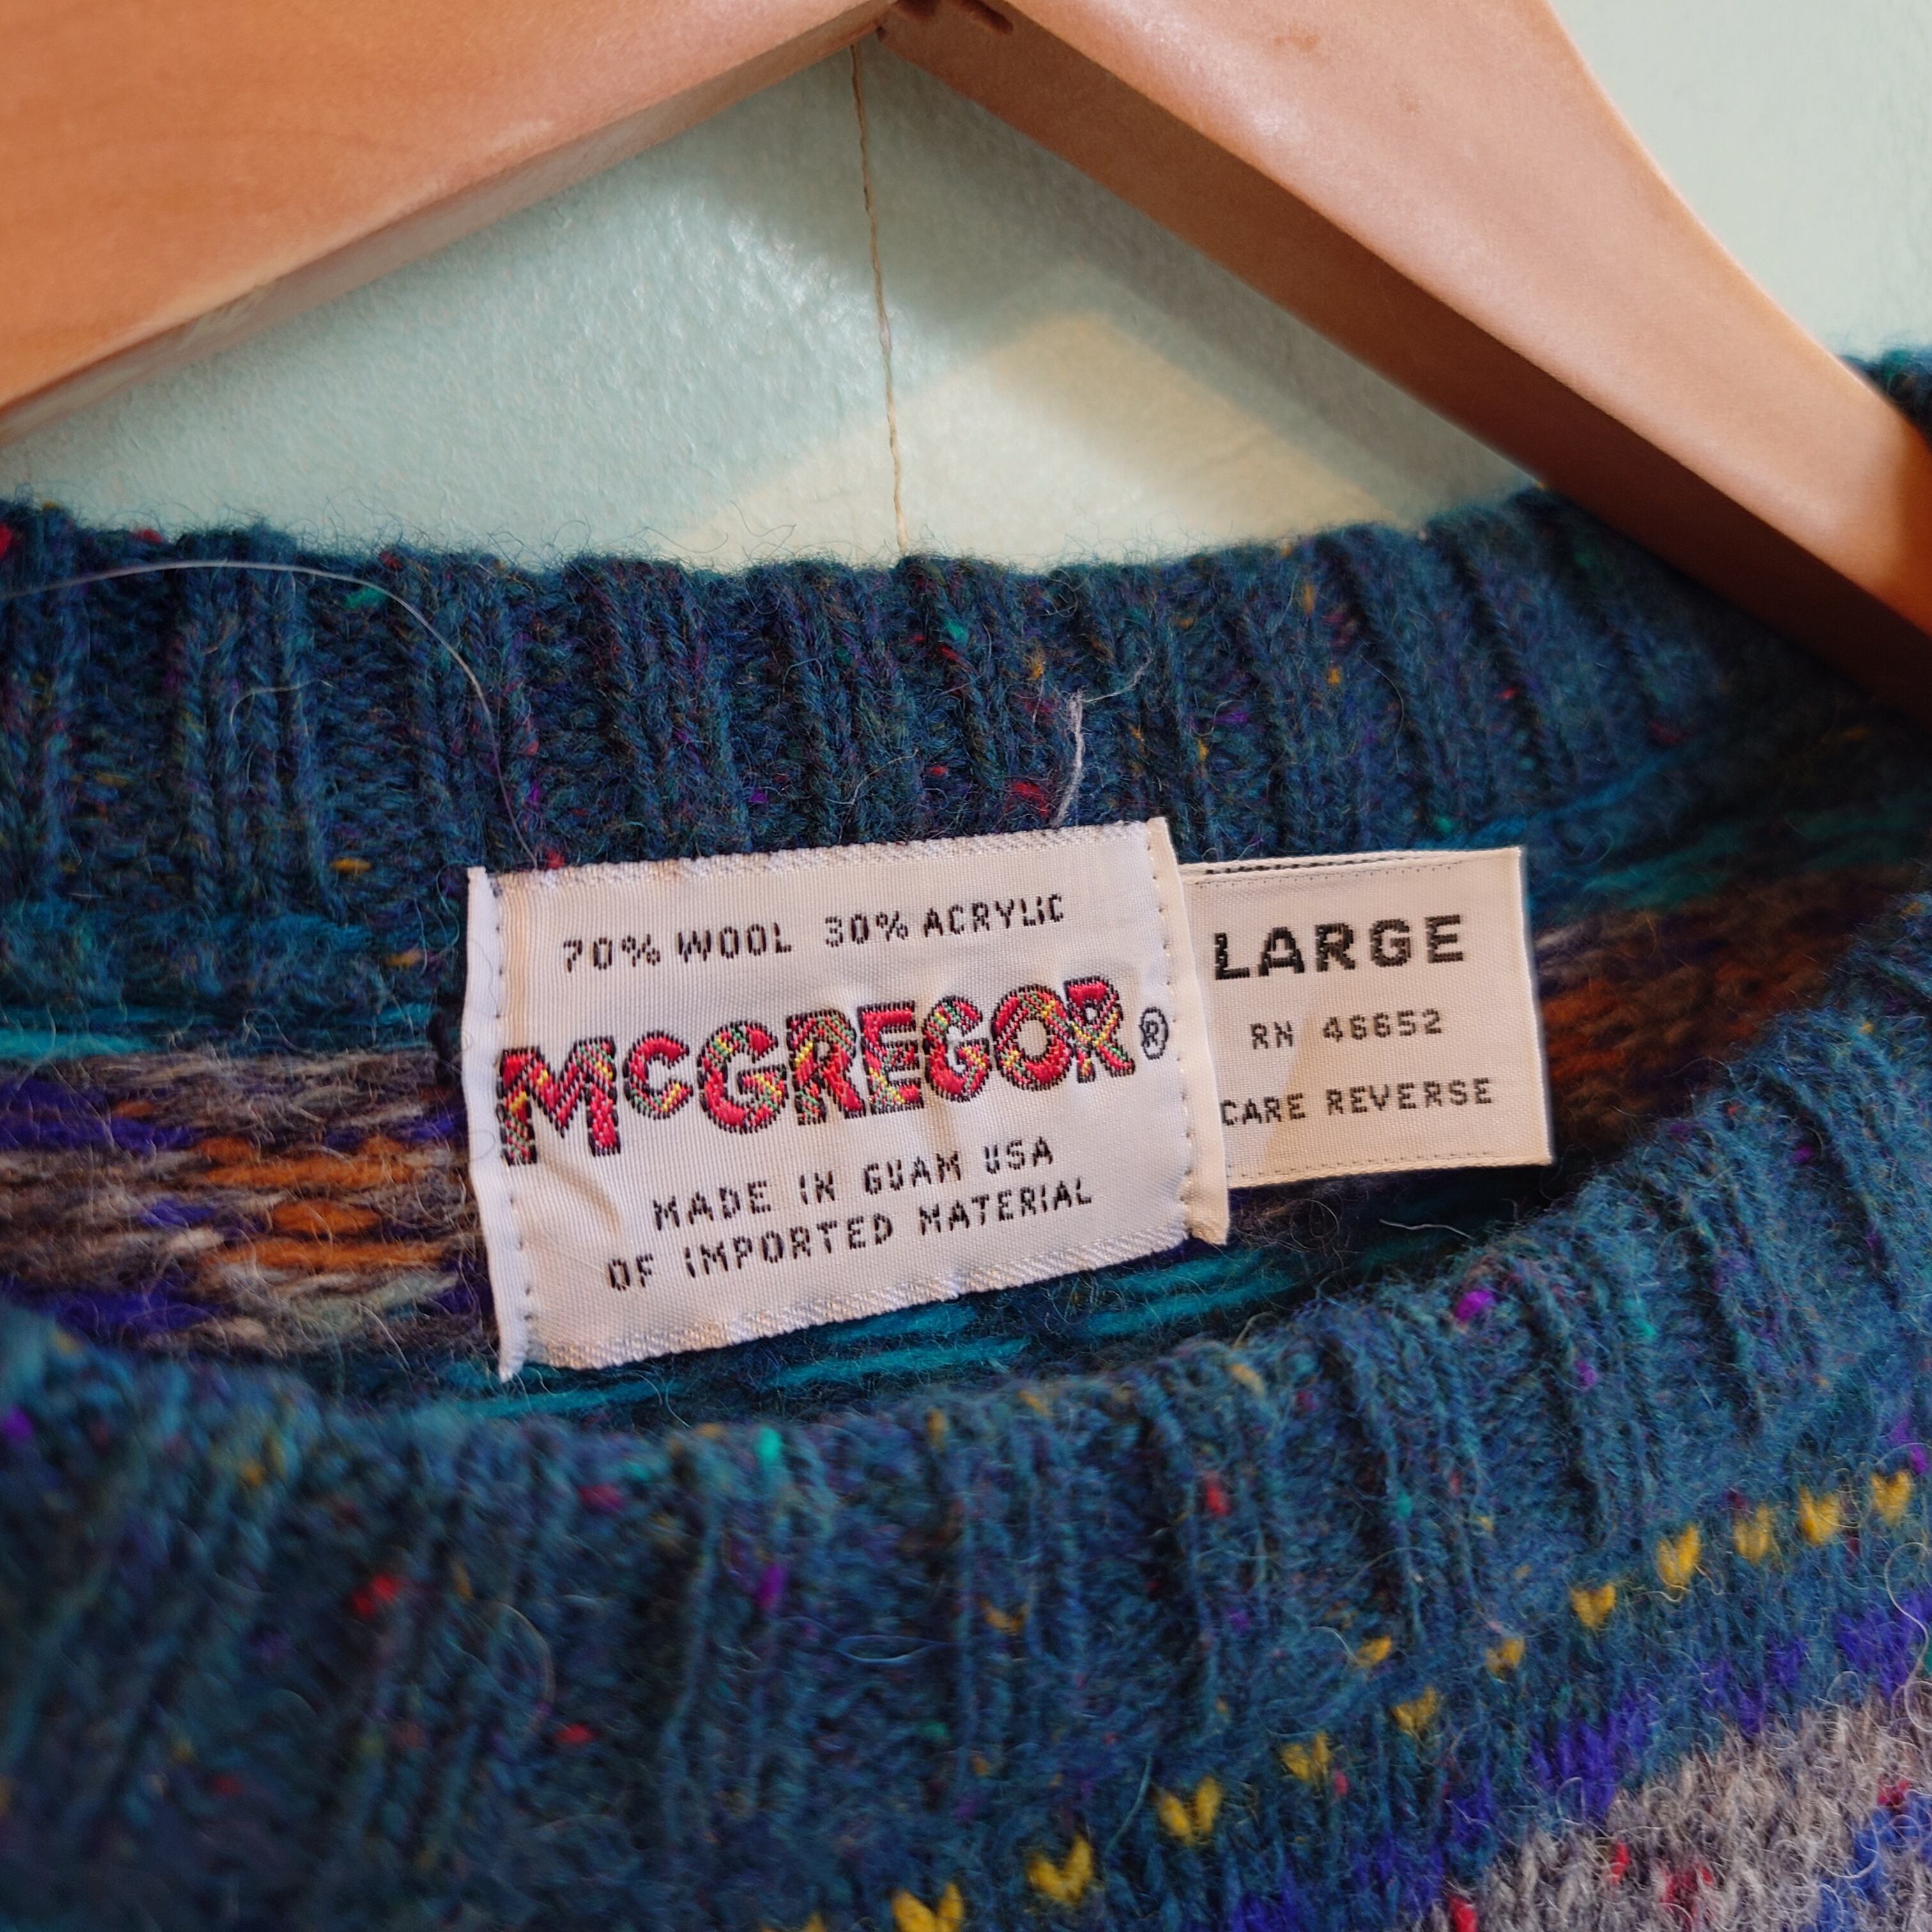 70% WOOL 30% ACRYLIC
MCGREGOR®
MADE IN GUAM USA
OF IMPORTED MATERIAL
LARGE
RN 46652
CARE REVERSE